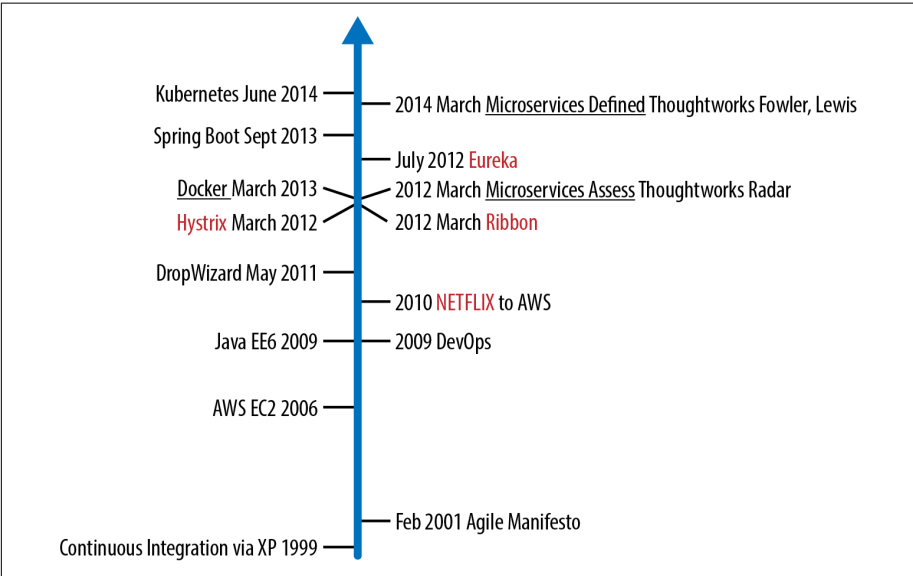 Kubernetes June 2014
2014 March Microservices Defined Thoughtworks Fowler, Lewis
Spring Boot Sept 2013
July 2012 Eureka
Docker March 2013
2012 March Microservices Assess Thoughtworks Radar
Hystrix March 2012
2012 March Ribbon
DropWizard May 2011
2010 NETFLIX to AWS
Java EE6 2009
2009 DevOps
AWS EC2 2006
Feb 2001 Agile Manifesto
Continuous Integration via XP 1999